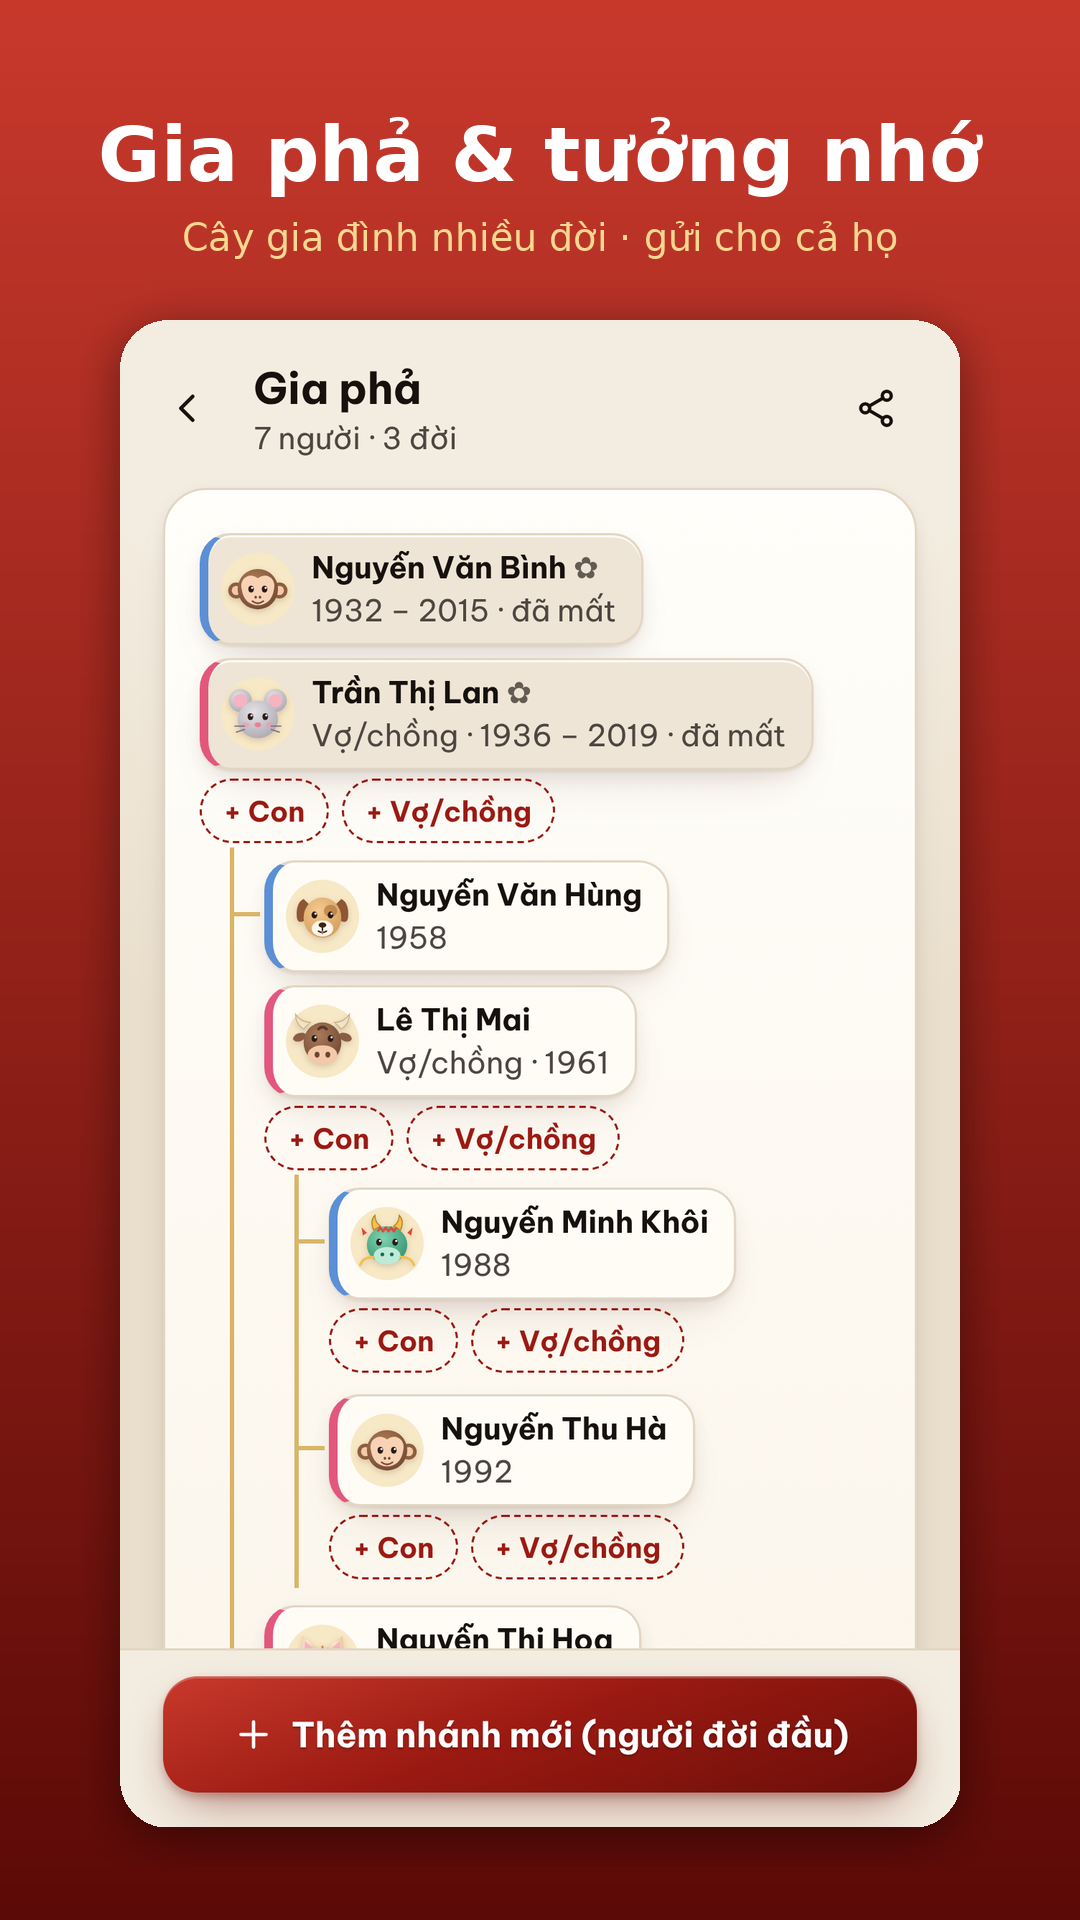 Gia phả & tưởng nhớ
Cây gia đình nhiều đời · gửi cho cả họ
Gia phả
7 người · 3 đời
Nguyễn Văn Bình ✿
1932 – 2015 · đã mất
Trần Thị Lan ✿
Vợ/chồng · 1936 – 2019 · đã mất
+ Con + Vợ/chồng
Nguyễn Văn Hùng
1958
Lê Thị Mai
Vợ/chồng · 1961
+ Con + Vợ/chồng
Nguyễn Minh Khôi
1988
+ Con + Vợ/chồng
Nguyễn Thu Hà
1992
+ Con + Vợ/chồng
Nguyễn Thị Hoa
+ Thêm nhánh mới (người đời đầu)